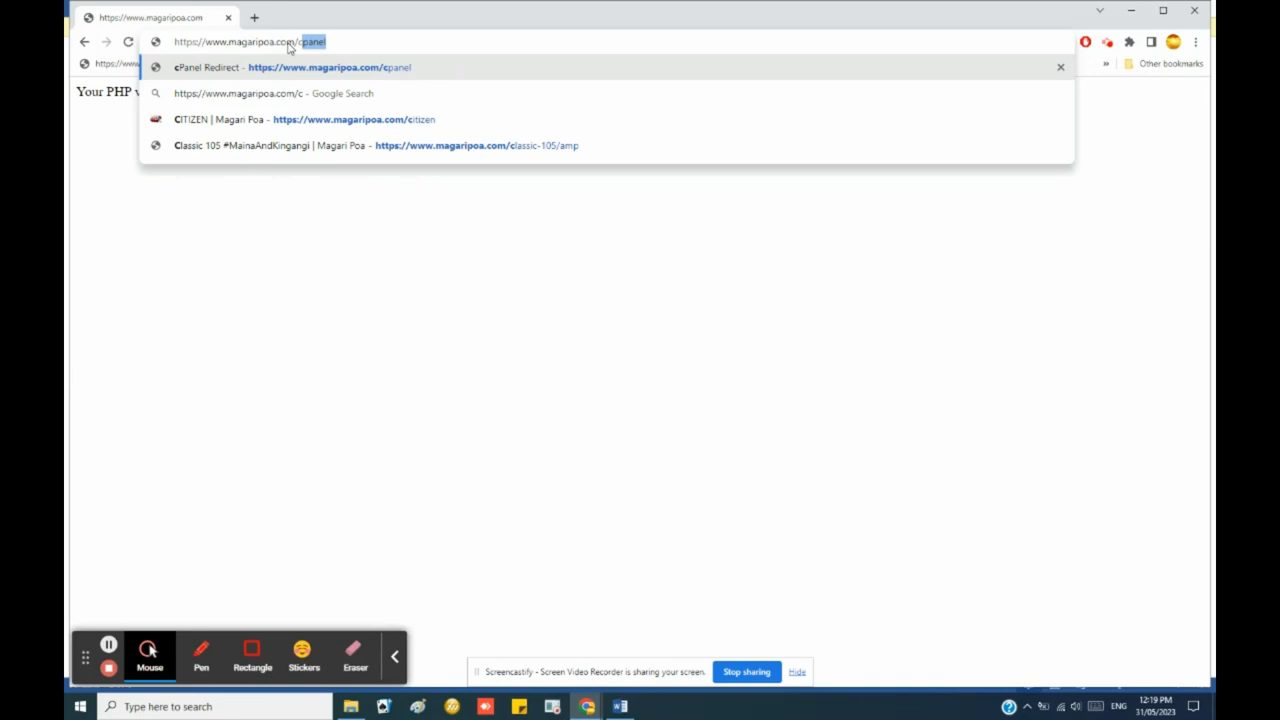 https://www.magaripoa.com
https://www.magaripoa.com/cpanel
https://www
Other bookmarks
cPanel Redirect - https://www.magaripoa.com/cpanel
https://www.magaripoa.com/c - Google Search
CITIZEN | Magari Poa - https://www.magaripoa.com/citizen
Classic 105 #MainaAndKingangi | Magari Poa - https://www.magaripoa.com/classic-105/amp
Your PHP v
Mouse
Pen
Rectangle
Stickers
Eraser
Screencastify - Screen Video Recorder is sharing your screen.
Stop sharing
Hide
Type here to search
ENG
12:19 PM
31/05/2023